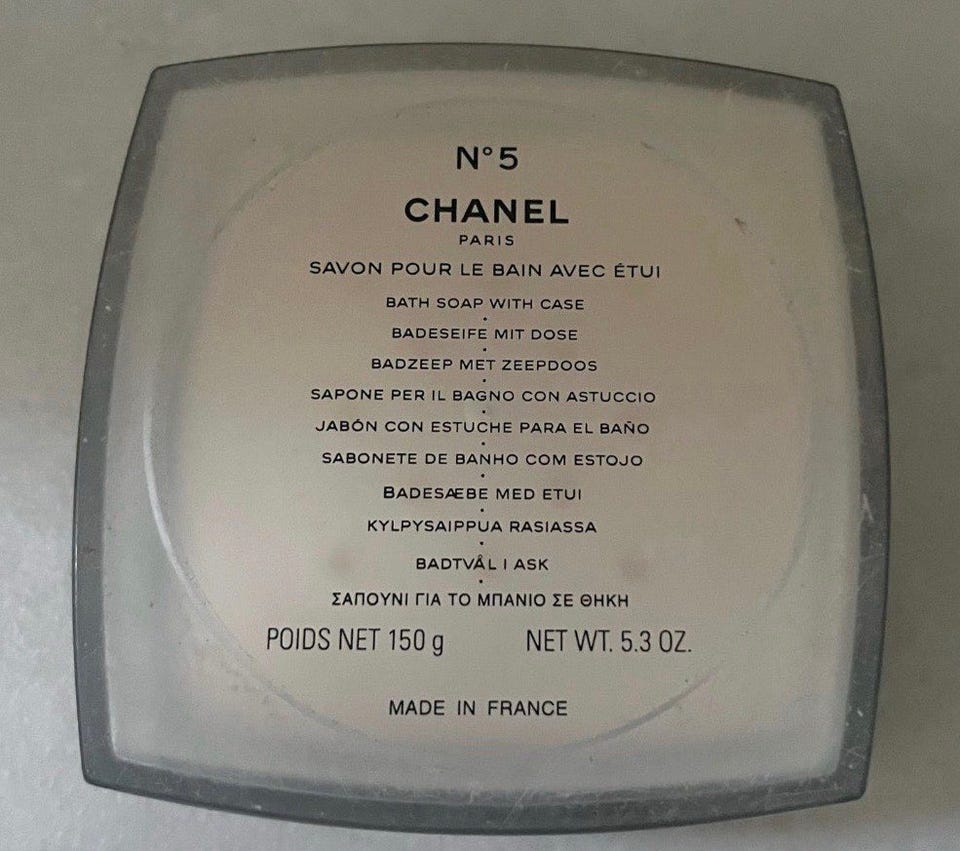 N°5
CHANEL
PARIS
SAVON POUR LE BAIN AVEC ÉTUI
BATH SOAP WITH CASE
·
BADESEIFE MIT DOSE
·
BADZEEP MET ZEEPDOOS
·
SAPONE PER IL BAGNO CON ASTUCCIO
·
JABÓN CON ESTUCHE PARA EL BAÑO
·
SABONETE DE BANHO COM ESTOJO
·
BADESÆBE MED ETUI
·
KYLPYSAIPPUA RASIASSA
·
BADTVÅL I ASK
·
ΣΑΠΟΥΝΙ ΓΙΑ ΤΟ ΜΠΑΝΙΟ ΣΕ ΘΗΚΗ
POIDS NET 150 g NET WT. 5.3 OZ.
MADE IN FRANCE